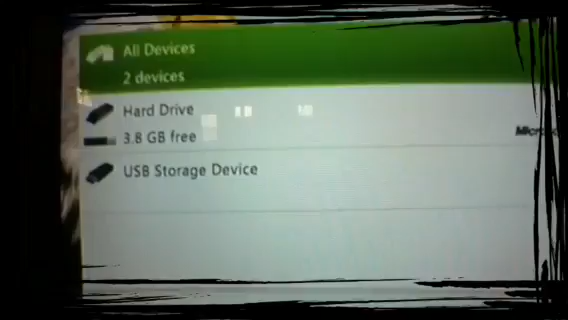 All Devices
2 devices
Hard Drive
3.8 GB free
USB Storage Device